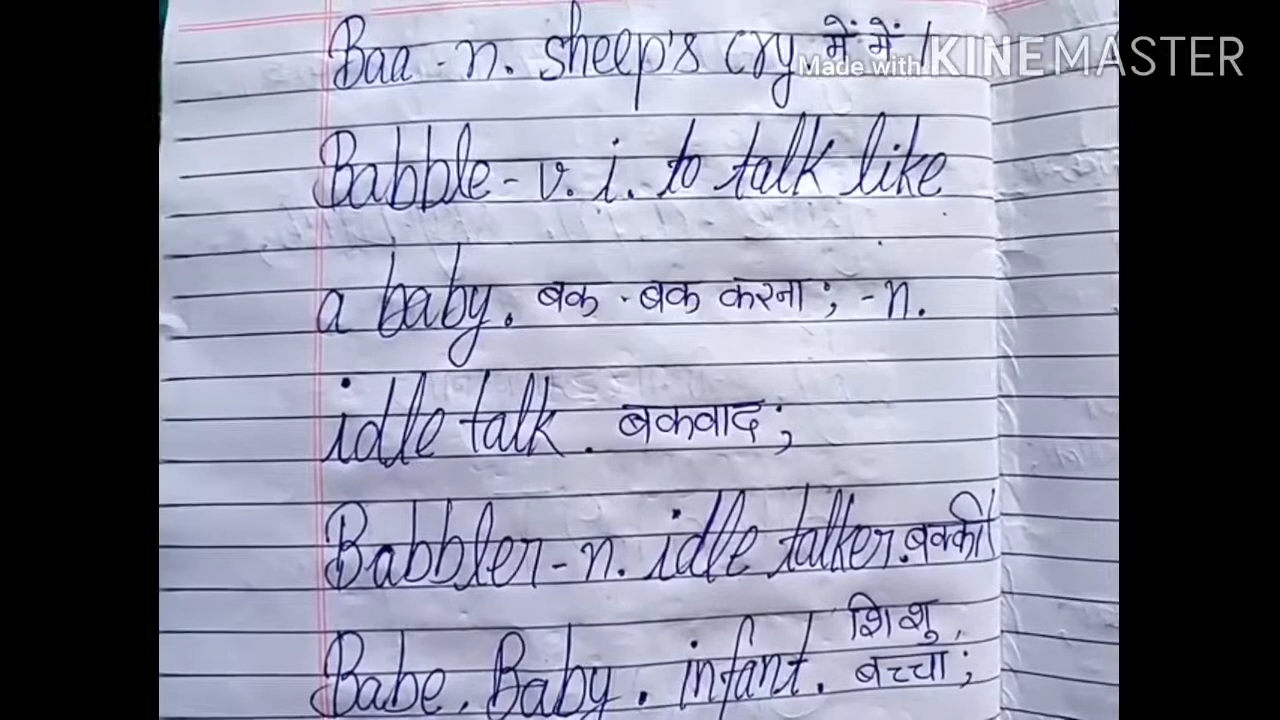 Baa - n. sheep's cry में में।
Made with KINEMASTER
Babble - v. i. to talk like
a baby. बक - बक करना; - n.
idle talk. बकवाद;
Babbler - n. idle talker. बक्की।
शिशु,
Babe, Baby. infant. बच्चा;